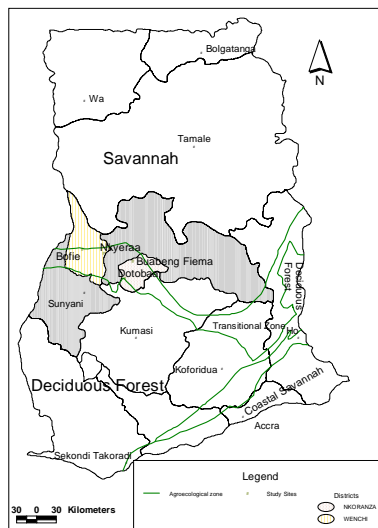 Bolgatanga
N
Wa
Tamale
Savannah
Nkyeraa
Bofie
Buabeng Fiema
Dotobaa
Deciduous
Forest
Sunyani
Transitional Zone
Ho
Kumasi
Koforidua
Deciduous Forest
Coastal Savannah
Accra
Sekondi Takoradi
Legend
Agroecological zone
Study Sites
Districts
NKORANZA
WENCHI
30 0 30 Kilometers